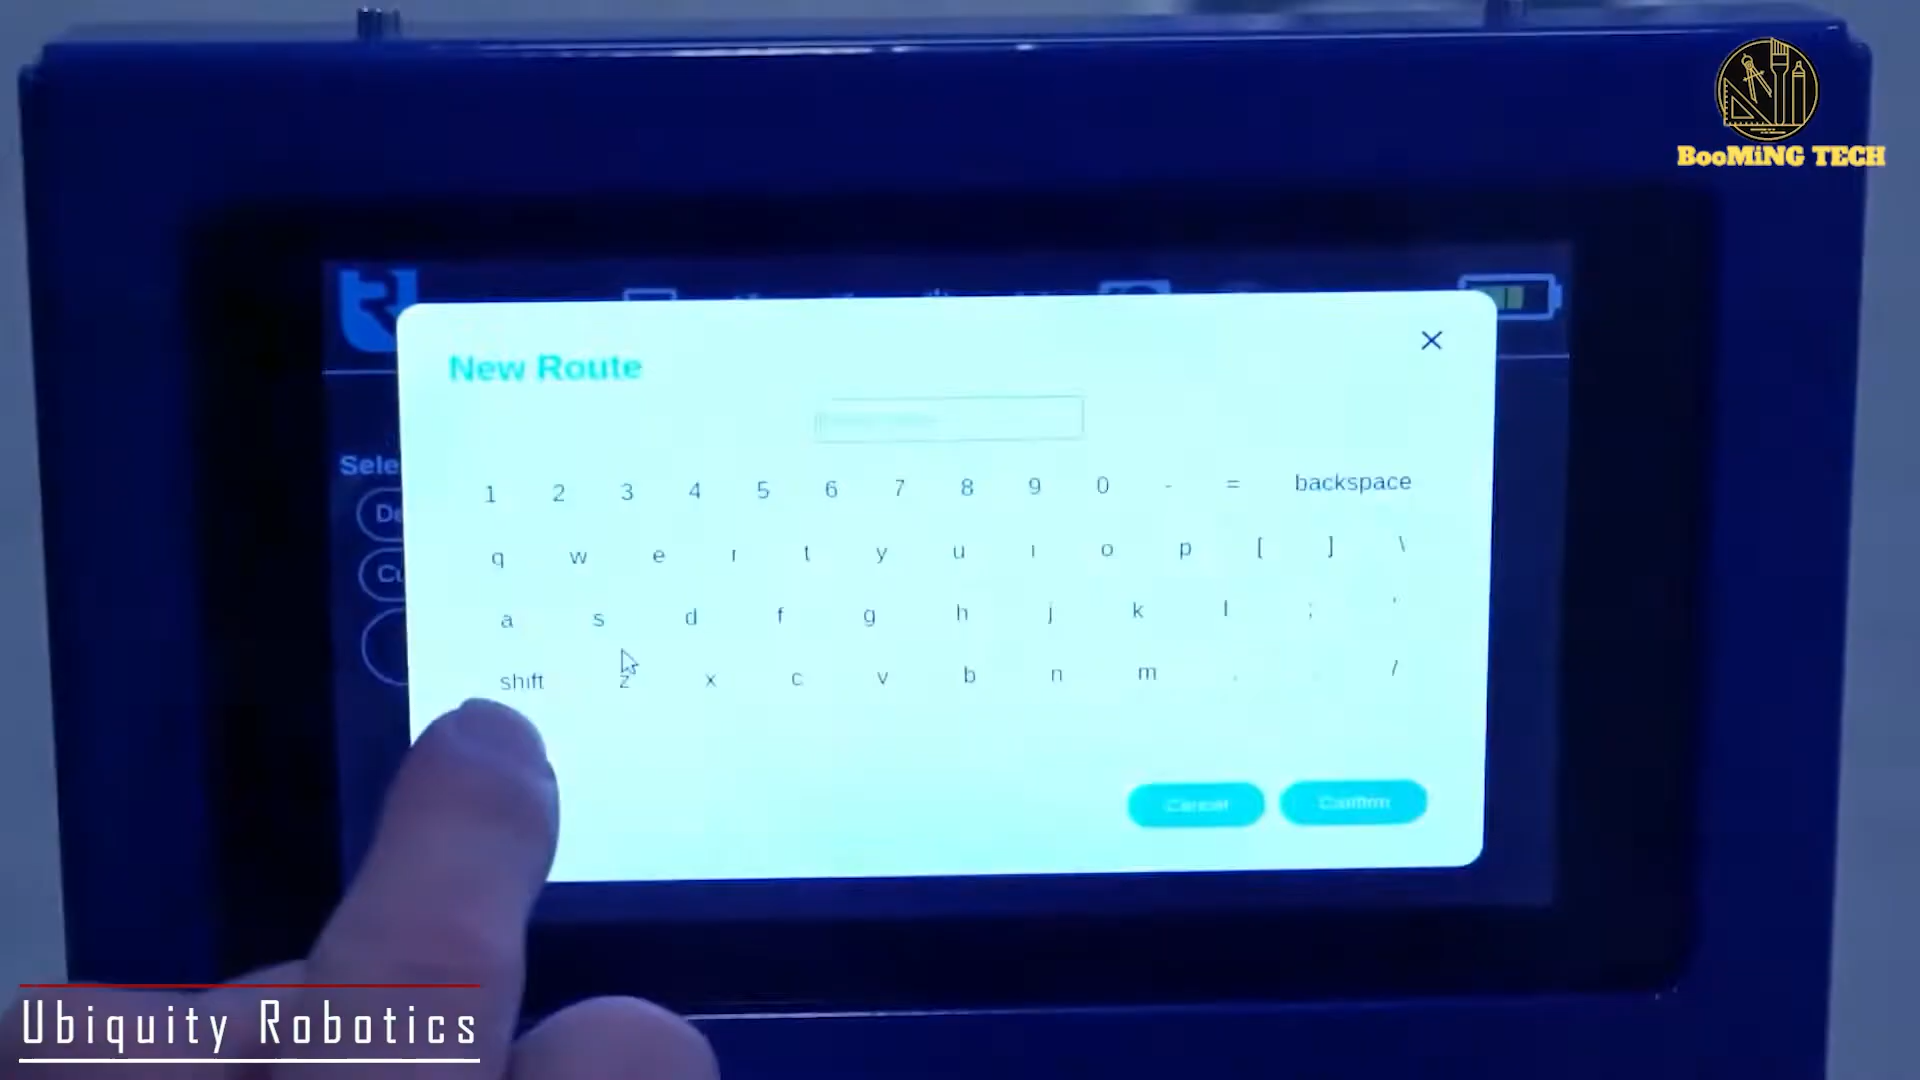 BooMiNG TECH
New Route
Sele
1 2 3 4 5 6 7 8 9 0 - = backspace
De
q w e r t y u i o p [ ] \
Cu
a s d f g h j k l ; '
shift z x c v b n m , . /
Cancel Confirm
Ubiquity Robotics